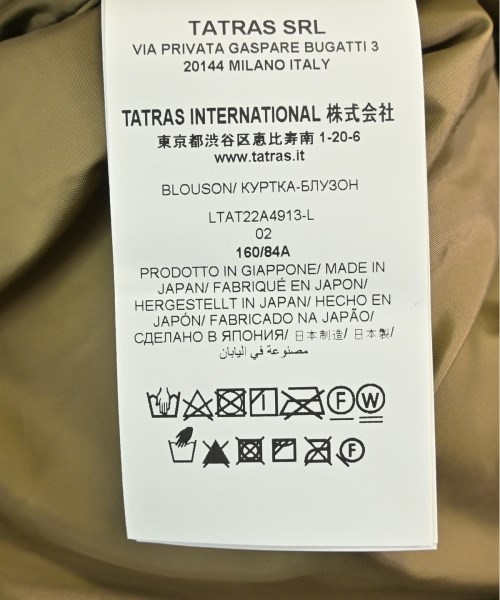 TATRAS SRL
VIA PRIVATA GASPARE BUGATTI 3
20144 MILANO ITALY
TATRAS INTERNATIONAL 株式会社
東京都渋谷区恵比寿南 1-20-6
www.tatras.it
BLOUSON/ КУРТКА-БЛУЗОН
LTAT22A4913-L
02
160/84A
PRODOTTO IN GIAPPONE/ MADE IN
JAPAN/ FABRIQUÉ EN JAPON/
HERGESTELLT IN JAPAN/ HECHO EN
JAPÓN/ FABRICADO NA JAPÃO/
СДЕЛАНО В ЯПОНИЯ/ 日本制造/ 日本製/
مصنوعة في اليابان
F W
F